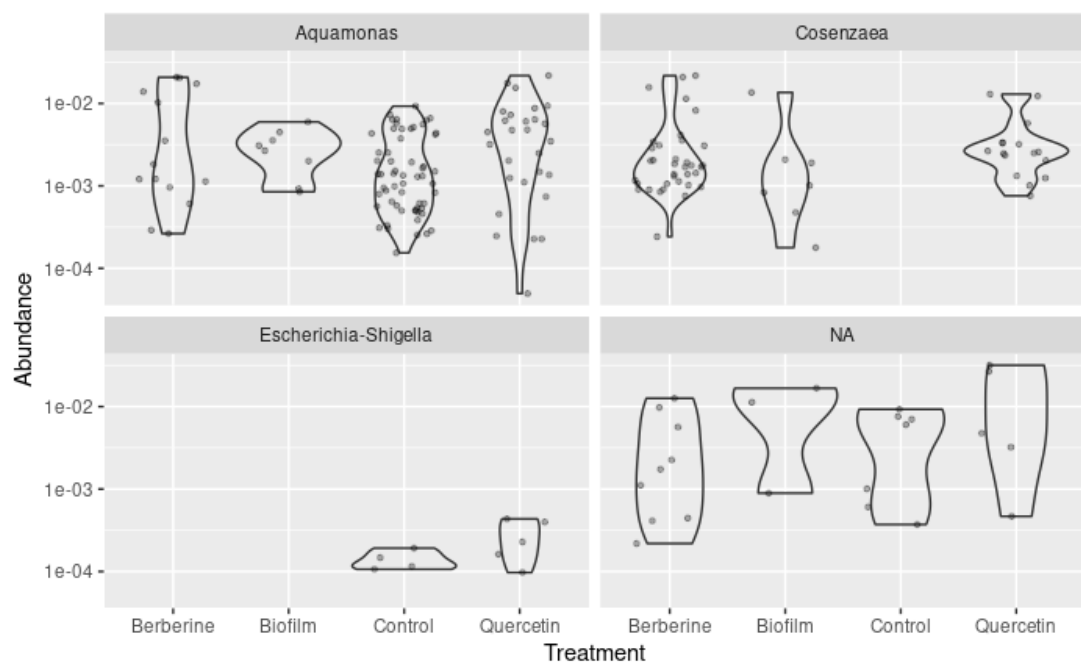 Aquamonas
Cosenzaea
1e-02
1e-03
1e-04
Escherichia-Shigella
NA
1e-02
1e-03
1e-04
Abundance
Berberine Biofilm Control Quercetin
Berberine Biofilm Control Quercetin
Treatment